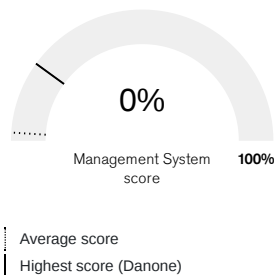 0%
Management System
score
100%
Average score
Highest score (Danone)